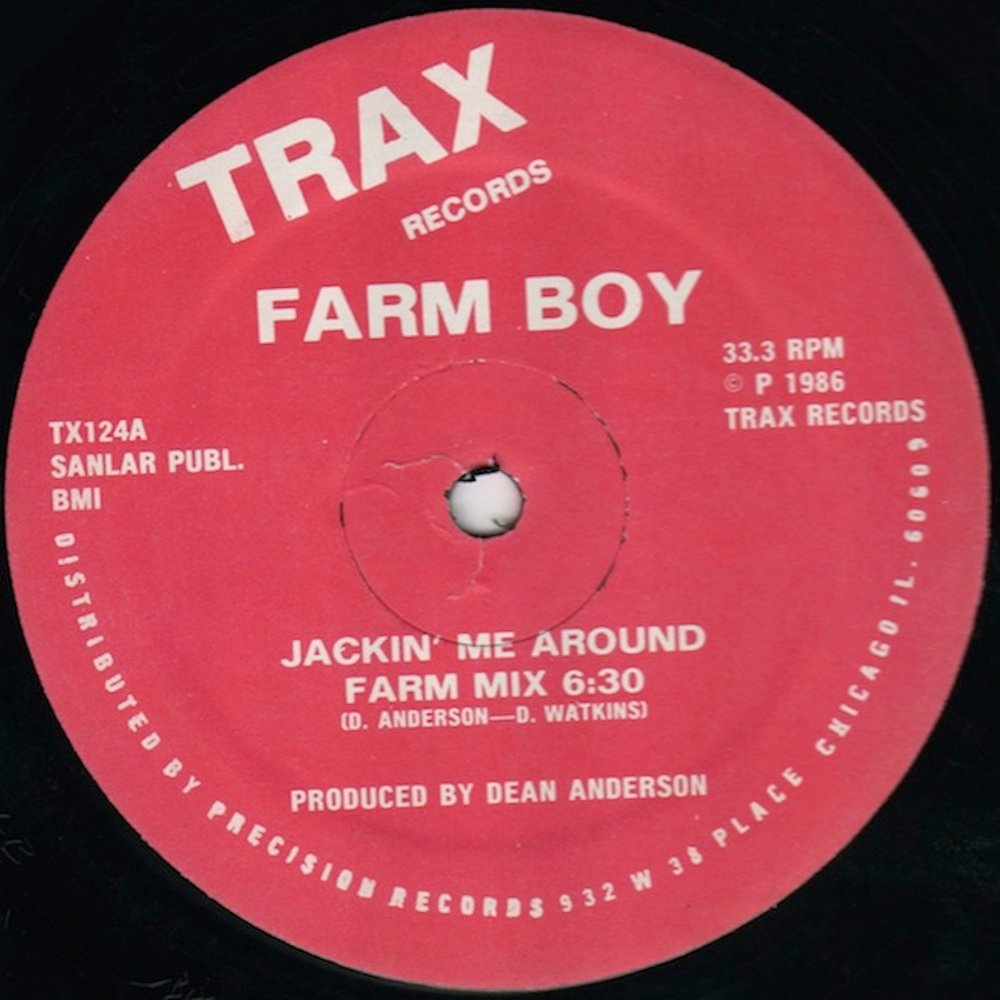 TRAX
RECORDS
FARM BOY
33.3 RPM
© P 1986
TRAX RECORDS
TX124A
SANLAR PUBL.
BMI
JACKIN' ME AROUND
FARM MIX 6:30
(D. ANDERSON—D. WATKINS)
PRODUCED BY DEAN ANDERSON
DISTRIBUTED BY PRECISION RECORDS 932 W 38 PLACE CHICAGO IL. 60609